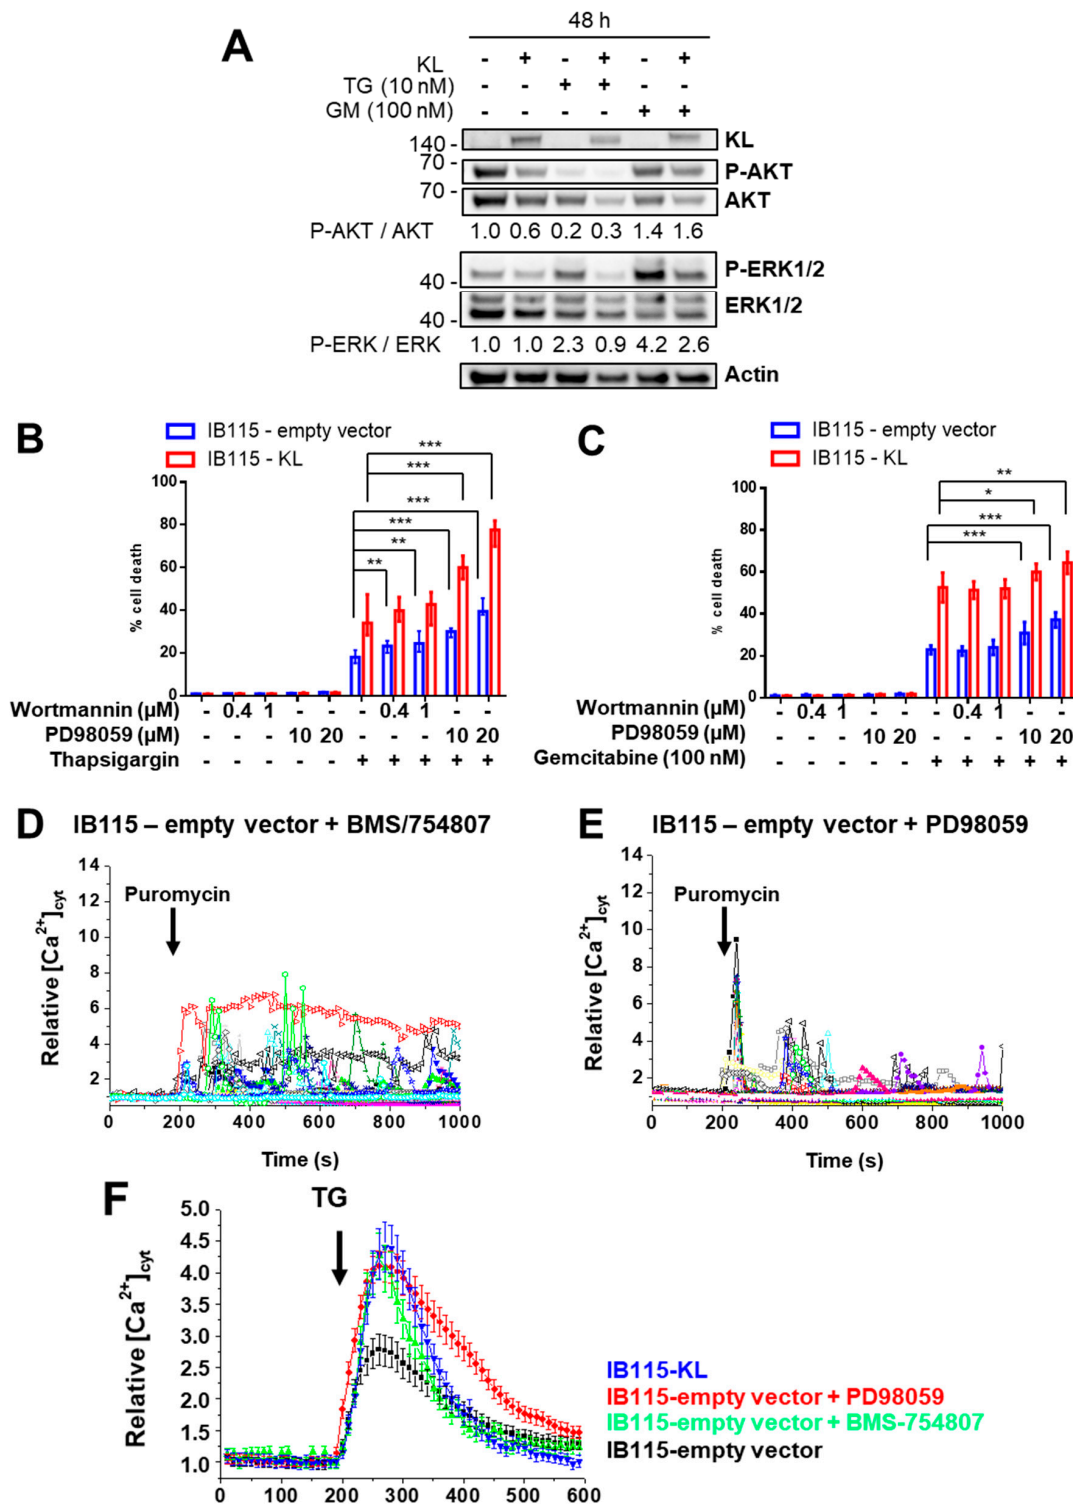 A
48 h
KL - + - + - +
TG (10 nM) - - + + - -
GM (100 nM) - - - - + +
140 - KL
70 - P-AKT
70 - AKT
P-AKT / AKT 1.0 0.6 0.2 0.3 1.4 1.6
40 - P-ERK1/2
40 - ERK1/2
P-ERK / ERK 1.0 1.0 2.3 0.9 4.2 2.6
Actin
B
IB115 - empty vector
IB115 - KL
% cell death
100
80
60
40
20
0
***
***
***
***
**
**
Wortmannin (µM) - 0.4 1 - - - 0.4 1 - -
PD98059 (µM) - - - 10 20 - - - 10 20
Thapsigargin - - - - - + + + + +
C
IB115 - empty vector
IB115 - KL
% cell death
100
80
60
40
20
0
**
*
***
***
Wortmannin (µM) - 0.4 1 - - - 0.4 1 - -
PD98059 (µM) - - - 10 20 - - - 10 20
Gemcitabine (100 nM) - - - - - + + + + +
D IB115 – empty vector + BMS/754807
Relative [Ca2+]cyt
14
12
10
8
6
4
2
Puromycin
0 200 400 600 800 1000
Time (s)
E IB115 – empty vector + PD98059
Relative [Ca2+]cyt
14
12
10
8
6
4
2
Puromycin
0 200 400 600 800 1000
Time (s)
F
TG
Relative [Ca2+]cyt
5.0
4.5
4.0
3.5
3.0
2.5
2.0
1.5
1.0
0 100 200 300 400 500 600
IB115-KL
IB115-empty vector + PD98059
IB115-empty vector + BMS-754807
IB115-empty vector